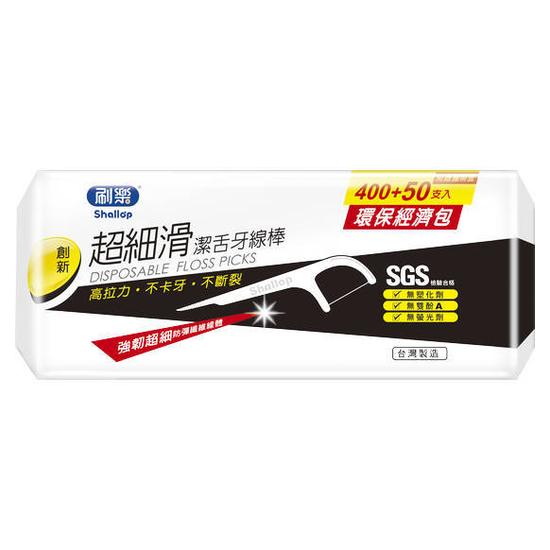 刷樂
Shallop
創新
超細滑 潔舌牙線棒
DISPOSABLE FLOSS PICKS
高拉力・不卡牙・不斷裂
Shallop
強韌超細防彈纖維線體
400+50支入
環保經濟包
SGS檢驗合格
無塑化劑
無雙酚A
無螢光劑
台灣製造